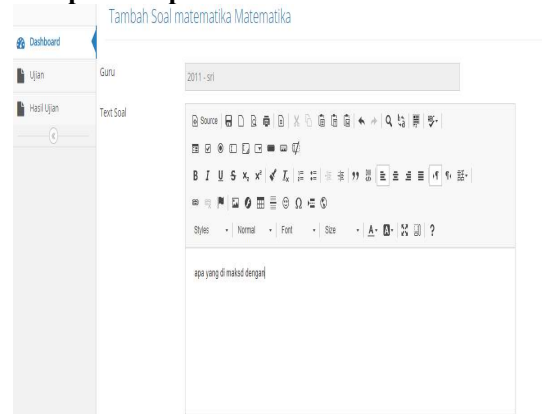 Tambah Soal matematika Matematika
Dashboard
Ujian
Hasil Ujian
Guru
2011 - sri
Text Soal
Source
Styles Normal Font Size
apa yang di maksd dengan